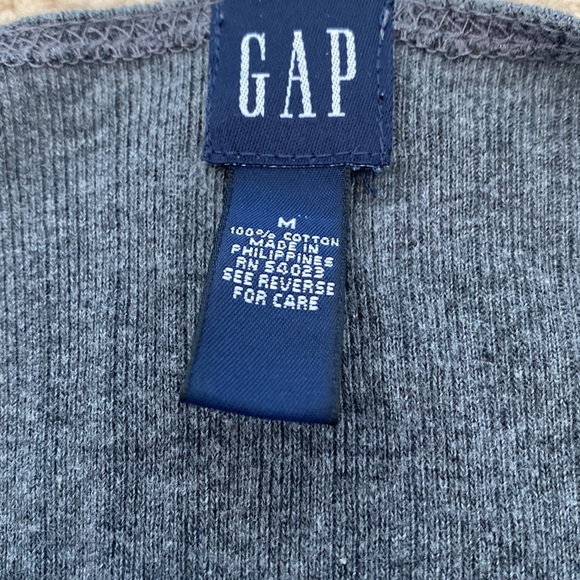 GAP
M
100% COTTON
MADE IN
PHILIPPINES
RN 54023
SEE REVERSE
FOR CARE